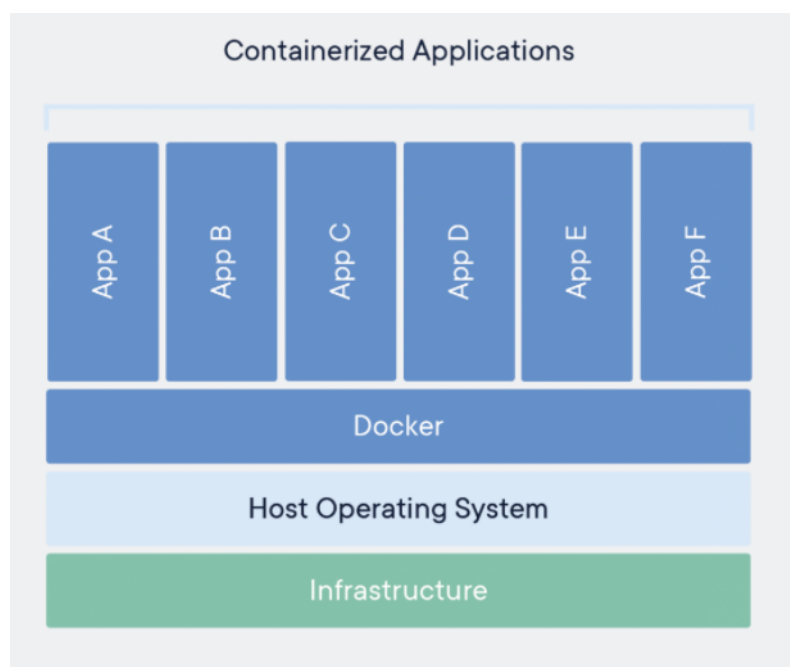 Containerized Applications
App A
App B
App C
App D
App E
App F
Docker
Host Operating System
Infrastructure